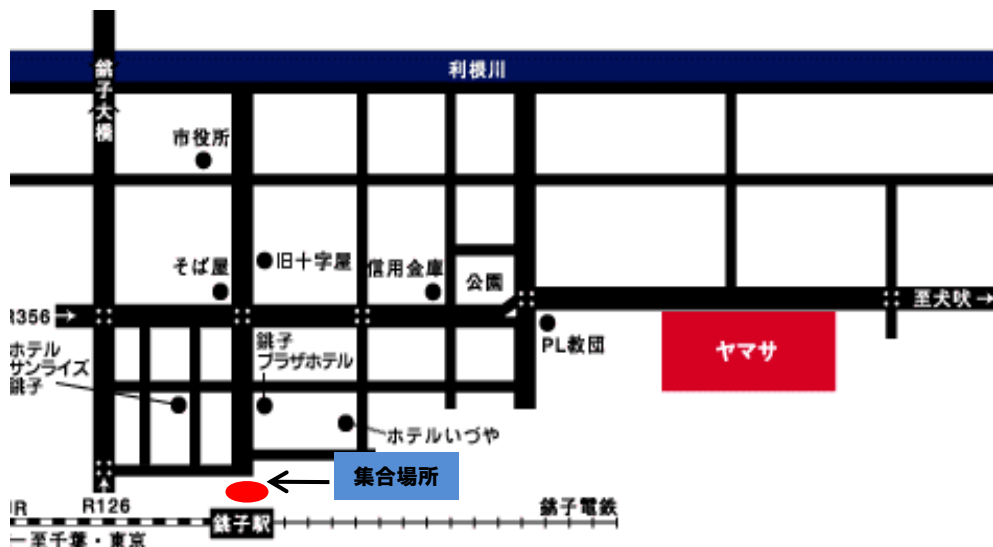 利根川
銚子大橋
市役所
そば屋
旧十字屋
信用金庫
公園
R356
至犬吠
ホテル
サンライズ
銚子
銚子
プラザホテル
PL教団
ヤマサ
ホテルいづや
集合場所
R126
銚子電鉄
JR
銚子駅
至千葉・東京